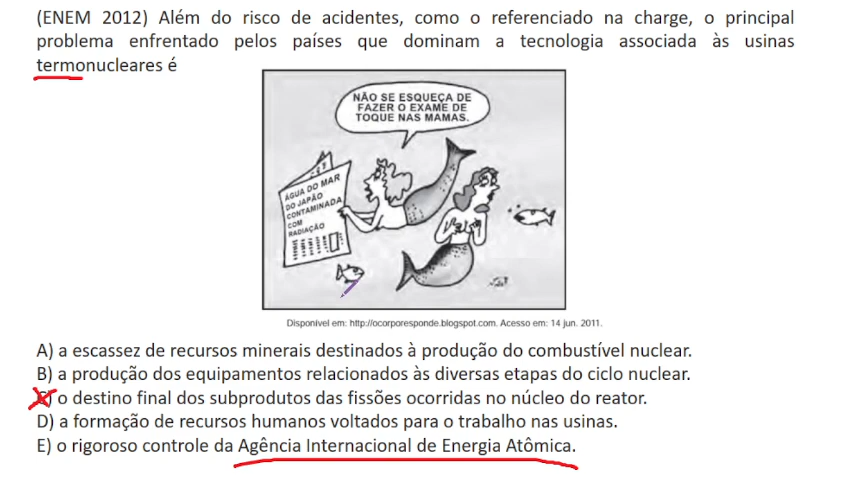 (ENEM 2012) Além do risco de acidentes, como o referenciado na charge, o principal
problema enfrentado pelos países que dominam a tecnologia associada às usinas
termonucleares é
NÃO SE ESQUEÇA DE
FAZER O EXAME DE
TOQUE NAS MAMAS.
ÁGUA DO MAR
DO JAPÃO
CONTAMINADA
COM
RADIAÇÃO
Disponível em: http://ocorporesponde.blogspot.com. Acesso em: 14 jun. 2011.
A) a escassez de recursos minerais destinados à produção do combustível nuclear.
B) a produção dos equipamentos relacionados às diversas etapas do ciclo nuclear.
C) o destino final dos subprodutos das fissões ocorridas no núcleo do reator.
D) a formação de recursos humanos voltados para o trabalho nas usinas.
E) o rigoroso controle da Agência Internacional de Energia Atômica.